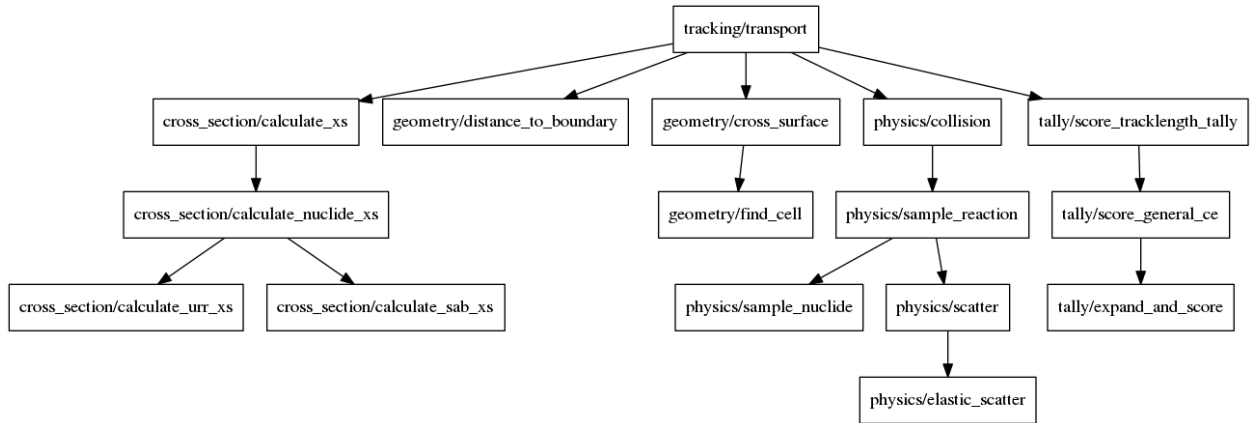 tracking/transport
cross_section/calculate_xs
geometry/distance_to_boundary
geometry/cross_surface
physics/collision
tally/score_tracklength_tally
cross_section/calculate_nuclide_xs
geometry/find_cell
physics/sample_reaction
tally/score_general_ce
cross_section/calculate_urr_xs
cross_section/calculate_sab_xs
physics/sample_nuclide
physics/scatter
tally/expand_and_score
physics/elastic_scatter